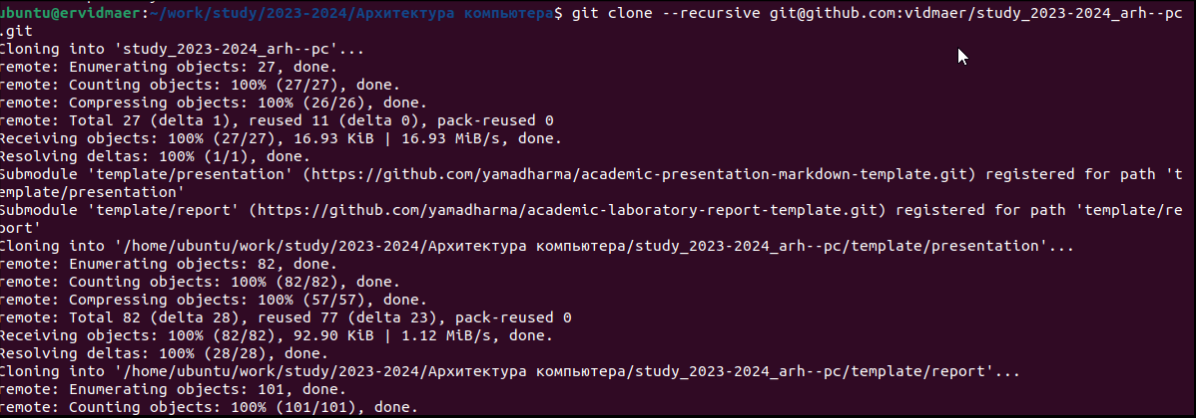 ubuntu@ervidmaer:~/work/study/2023-2024/Архитектура компьютера$ git clone --recursive git@github.com:vidmaer/study_2023-2024_arh--pc
.git
Cloning into 'study_2023-2024_arh--pc'...
remote: Enumerating objects: 27, done.
remote: Counting objects: 100% (27/27), done.
remote: Compressing objects: 100% (26/26), done.
remote: Total 27 (delta 1), reused 11 (delta 0), pack-reused 0
Receiving objects: 100% (27/27), 16.93 KiB | 16.93 MiB/s, done.
Resolving deltas: 100% (1/1), done.
Submodule 'template/presentation' (https://github.com/yamadharma/academic-presentation-markdown-template.git) registered for path 't
emplate/presentation'
Submodule 'template/report' (https://github.com/yamadharma/academic-laboratory-report-template.git) registered for path 'template/re
port'
Cloning into '/home/ubuntu/work/study/2023-2024/Архитектура компьютера/study_2023-2024_arh--pc/template/presentation'...
remote: Enumerating objects: 82, done.
remote: Counting objects: 100% (82/82), done.
remote: Compressing objects: 100% (57/57), done.
remote: Total 82 (delta 28), reused 77 (delta 23), pack-reused 0
Receiving objects: 100% (82/82), 92.90 KiB | 1.12 MiB/s, done.
Resolving deltas: 100% (28/28), done.
Cloning into '/home/ubuntu/work/study/2023-2024/Архитектура компьютера/study_2023-2024_arh--pc/template/report'...
remote: Enumerating objects: 101, done.
remote: Counting objects: 100% (101/101), done.